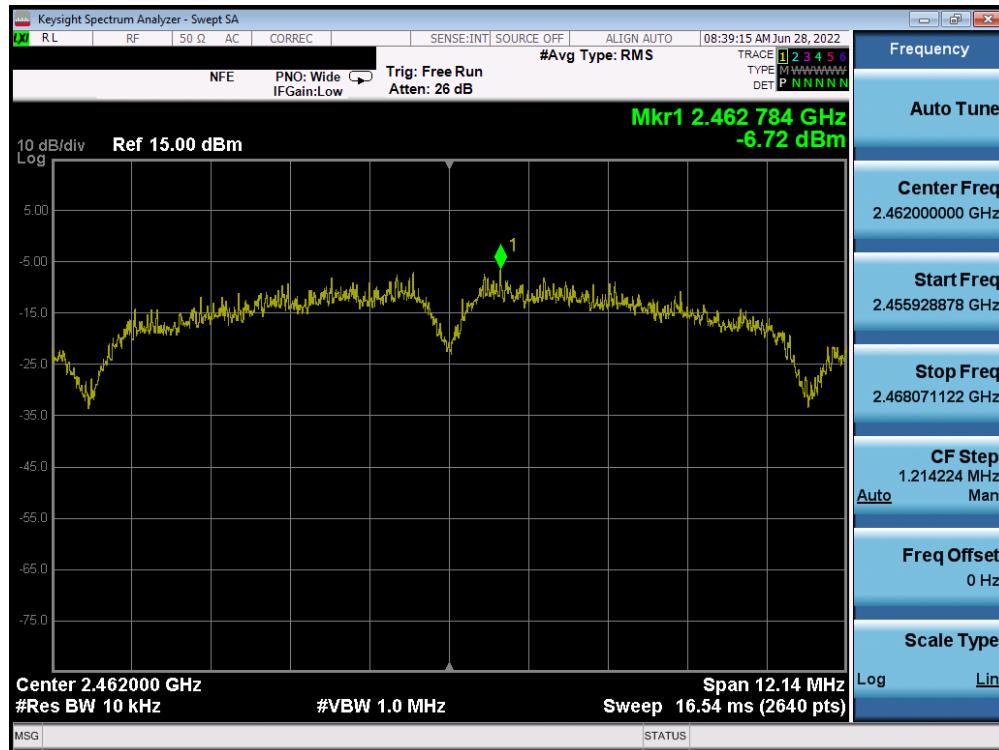 Keysight Spectrum Analyzer - Swept SA
LXI RL RF 50 Ω AC CORREC SENSE:INT SOURCE OFF ALIGN AUTO 08:39:15 AM Jun 28, 2022
#Avg Type: RMS TRACE 1 2 3 4 5 6
NFE PNO: Wide Trig: Free Run TYPE M WWWWW
IFGain:Low Atten: 26 dB DET P N N N N N
Mkr1 2.462 784 GHz
-6.72 dBm
10 dB/div Ref 15.00 dBm
Log
1
5.00
-5.00
-15.0
-25.0
-35.0
-45.0
-55.0
-65.0
-75.0
Center 2.462000 GHz Span 12.14 MHz
#Res BW 10 kHz #VBW 1.0 MHz Sweep 16.54 ms (2640 pts)
MSG STATUS
Frequency
Auto Tune
Center Freq
2.462000000 GHz
Start Freq
2.455928878 GHz
Stop Freq
2.468071122 GHz
CF Step
1.214224 MHz
Auto Man
Freq Offset
0 Hz
Scale Type
Log Lin